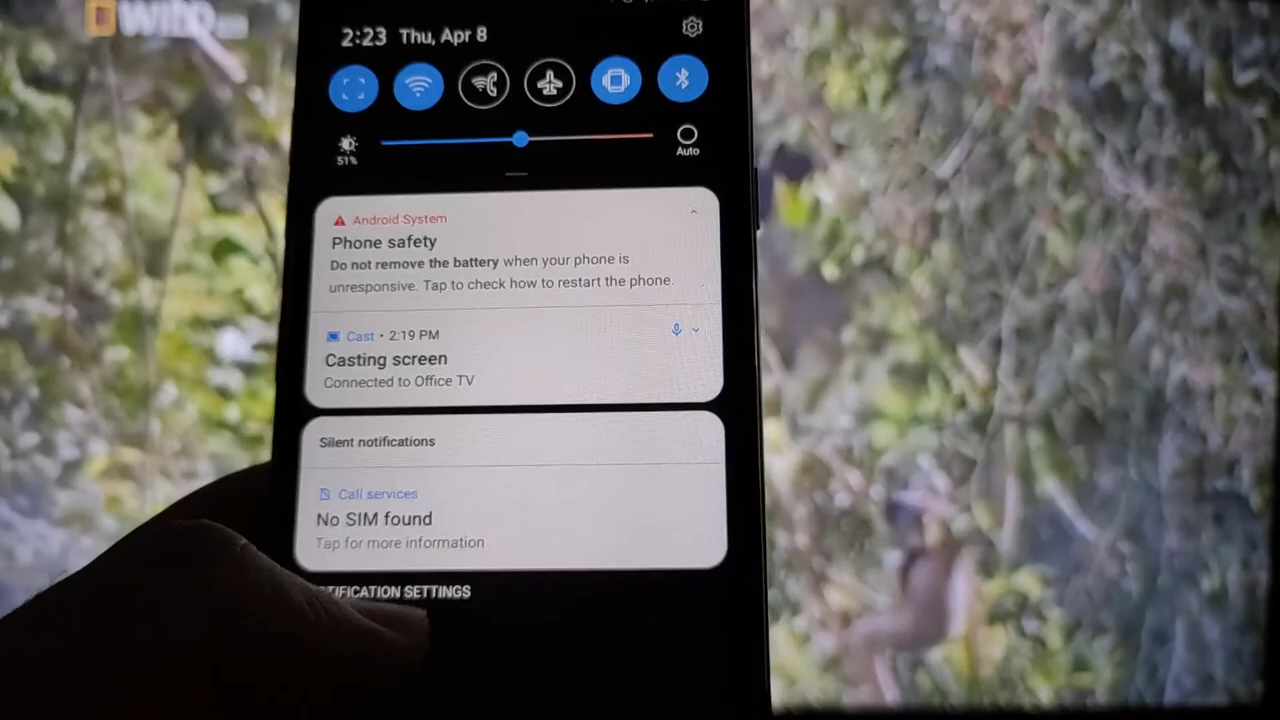 WILD
2:23 Thu, Apr 8
51%
Auto
Android System
Phone safety
Do not remove the battery when your phone is
unresponsive. Tap to check how to restart the phone.
Cast • 2:19 PM
Casting screen
Connected to Office TV
Silent notifications
Call services
No SIM found
Tap for more information
TIFICATION SETTINGS